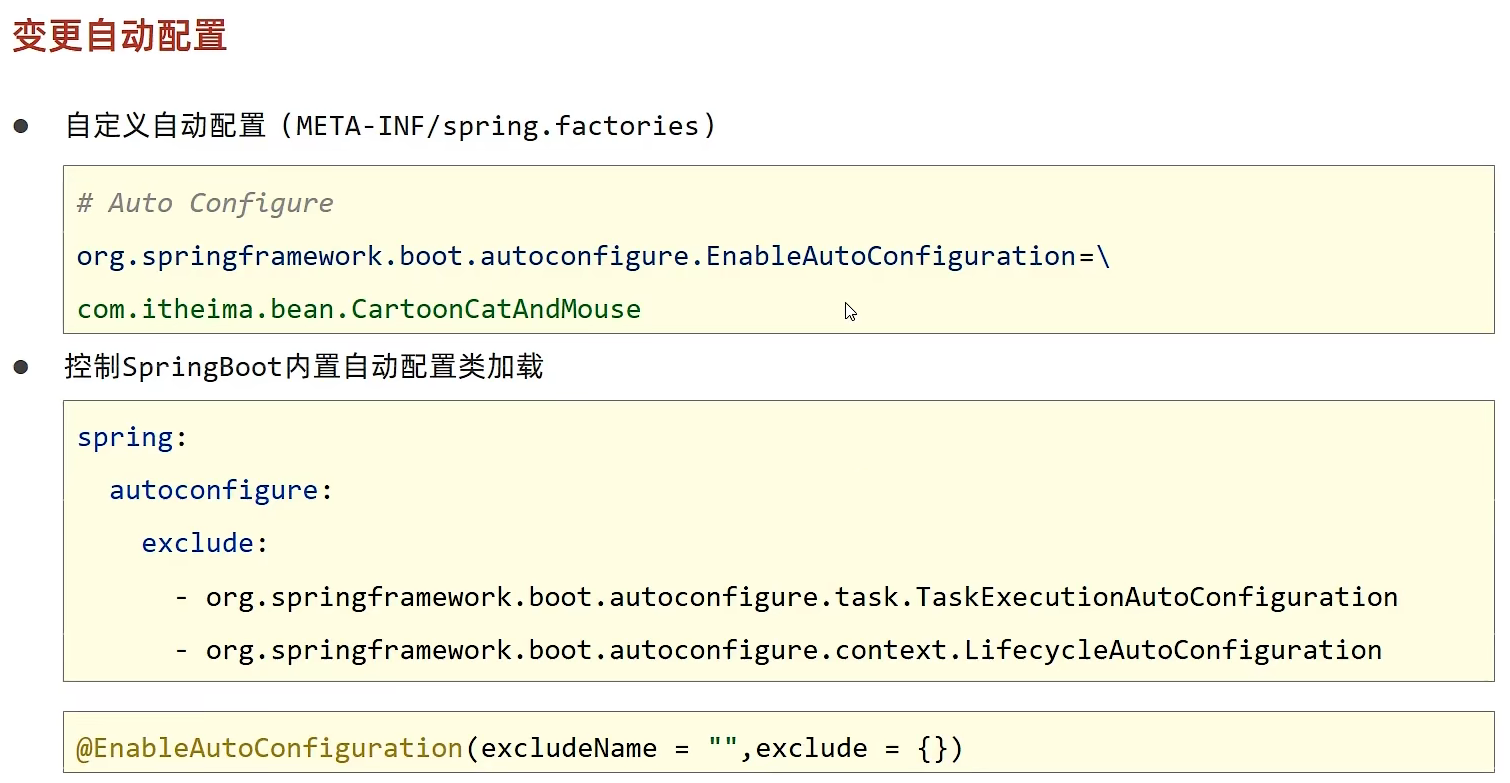 变更自动配置
● 自定义自动配置（META-INF/spring.factories）
# Auto Configure
org.springframework.boot.autoconfigure.EnableAutoConfiguration=\
com.itheima.bean.CartoonCatAndMouse
● 控制SpringBoot内置自动配置类加载
spring:
  autoconfigure:
    exclude:
      - org.springframework.boot.autoconfigure.task.TaskExecutionAutoConfiguration
      - org.springframework.boot.autoconfigure.context.LifecycleAutoConfiguration
@EnableAutoConfiguration(excludeName = "",exclude = {})